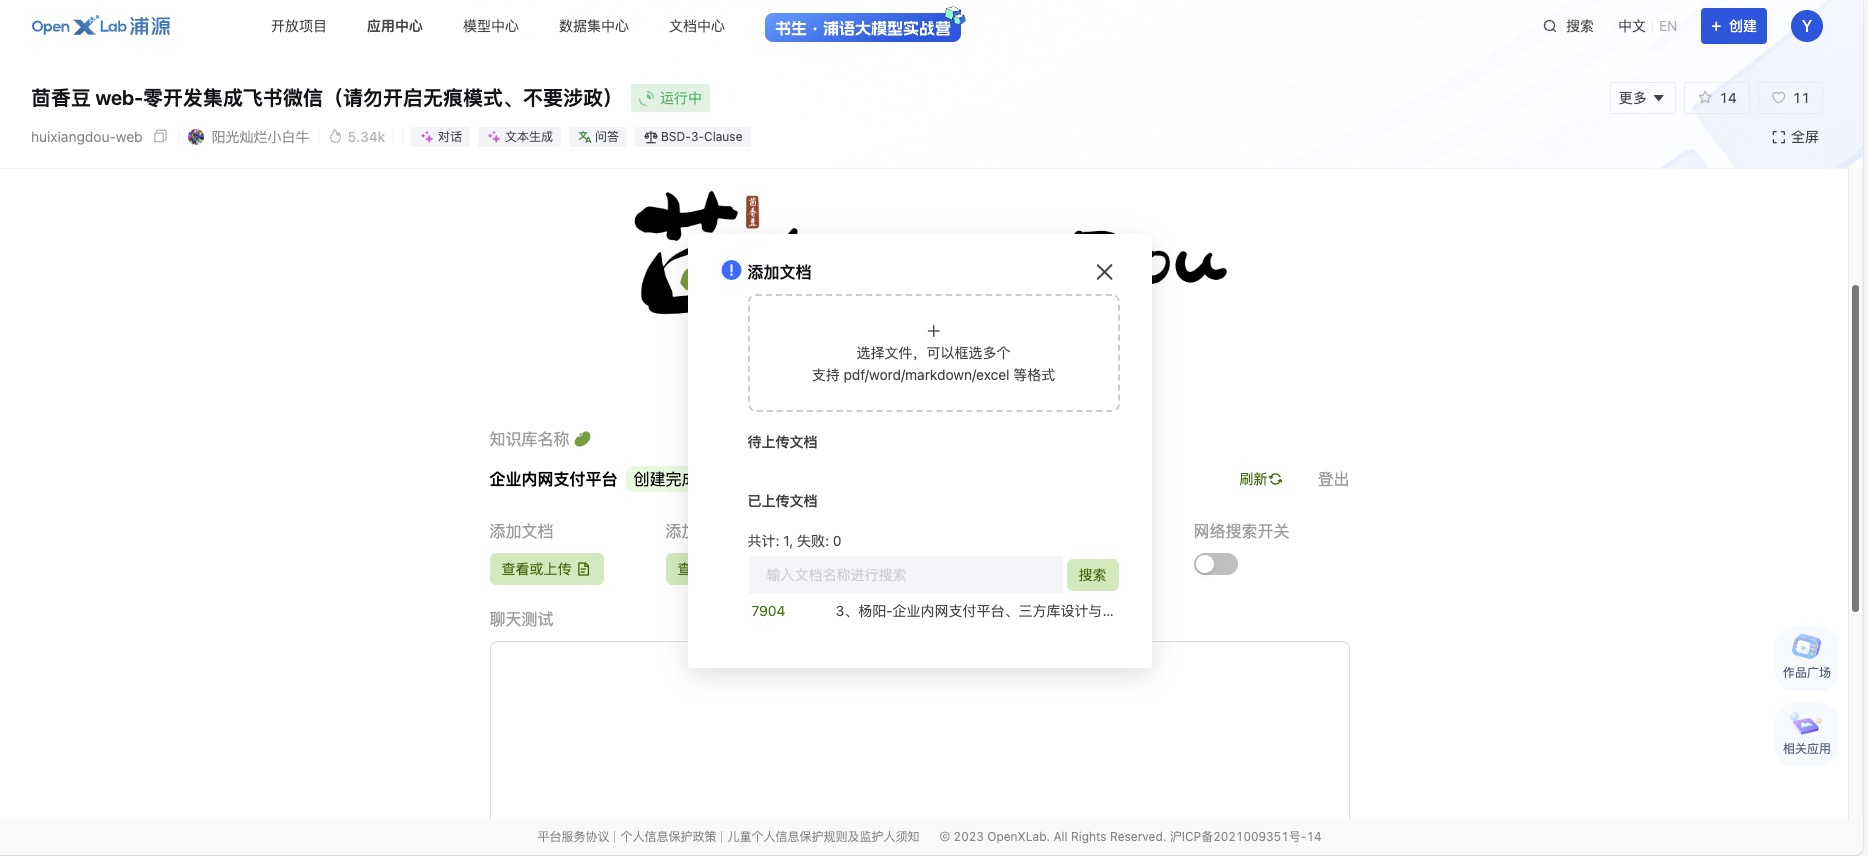 OpenXLab浦源
开放项目
应用中心
模型中心
数据集中心
文档中心
书生·浦语大模型实战营
搜索
中文 | EN
+ 创建
Y
茴香豆 web-零开发集成飞书微信（请勿开启无痕模式、不要涉政）
运行中
更多
14
11
huixiangdou-web
阳光灿烂小白牛
5.34k
对话
文本生成
问答
BSD-3-Clause
全屏
茴香豆
茴
Dou
添加文档
+
选择文件，可以框选多个
支持 pdf/word/markdown/excel 等格式
待上传文档
已上传文档
共计: 1, 失败: 0
输入文档名称进行搜索
搜索
7904
3、杨阳-企业内网支付平台、三方库设计与...
知识库名称
企业内网支付平台
创建完成
刷新
登出
添加文档
添加
网络搜索开关
查看或上传
查
聊天测试
作品广场
相关应用
平台服务协议 | 个人信息保护政策 | 儿童个人信息保护规则及监护人须知
© 2023 OpenXLab. All Rights Reserved. 沪ICP备2021009351号-14